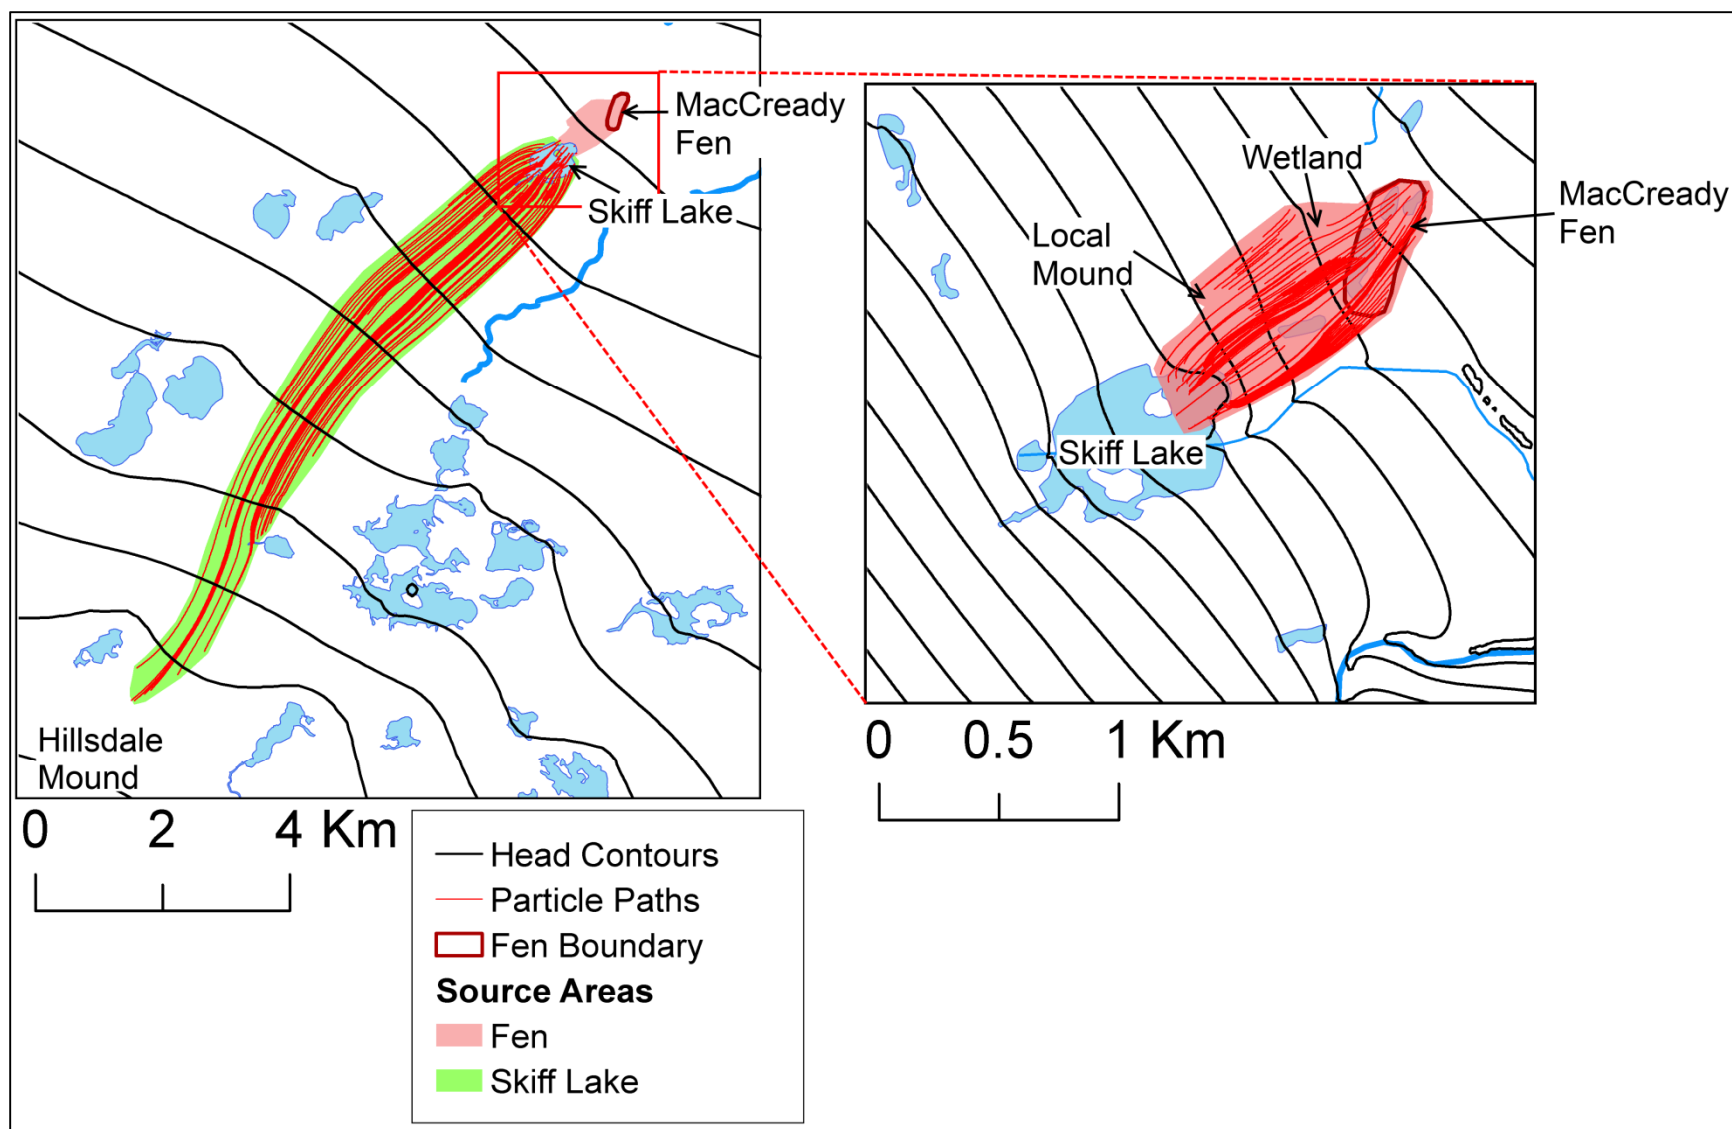 MacCready
Fen
Skiff Lake
Hillsdale
Mound
0 2 4 Km
Wetland
MacCready
Fen
Local
Mound
Skiff Lake
0 0.5 1 Km
Head Contours
Particle Paths
Fen Boundary
Source Areas
Fen
Skiff Lake